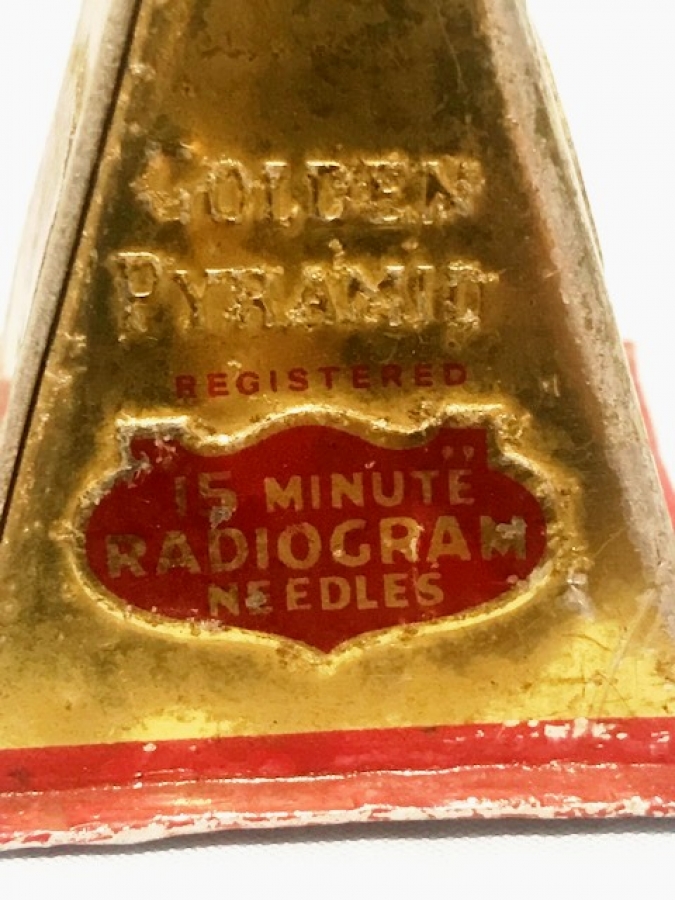 GOLDEN
PYRAMID
REGISTERED
15 MINUTE
RADIOGRAM
NEEDLES